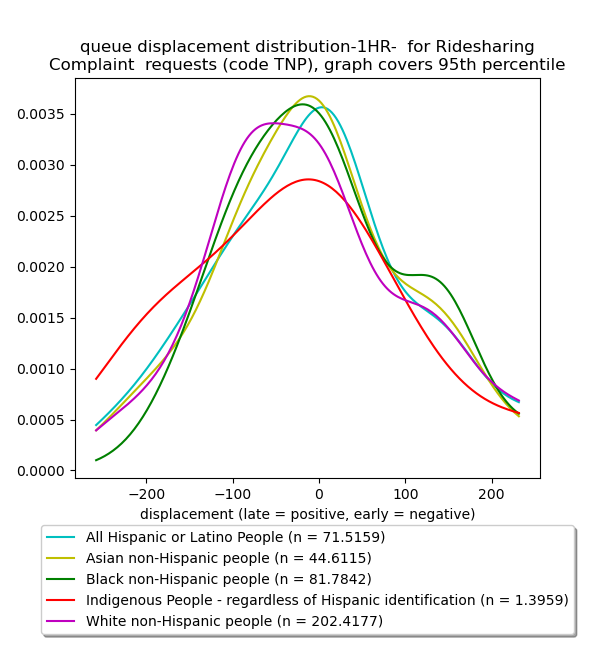 queue displacement distribution-1HR-  for Ridesharing
Complaint  requests (code TNP), graph covers 95th percentile
0.0035
0.0030
0.0025
0.0020
0.0015
0.0010
0.0005
0.0000
−200 −100 0 100 200
displacement (late = positive, early = negative)
All Hispanic or Latino People (n = 71.5159)
Asian non-Hispanic people (n = 44.6115)
Black non-Hispanic people (n = 81.7842)
Indigenous People - regardless of Hispanic identification (n = 1.3959)
White non-Hispanic people (n = 202.4177)